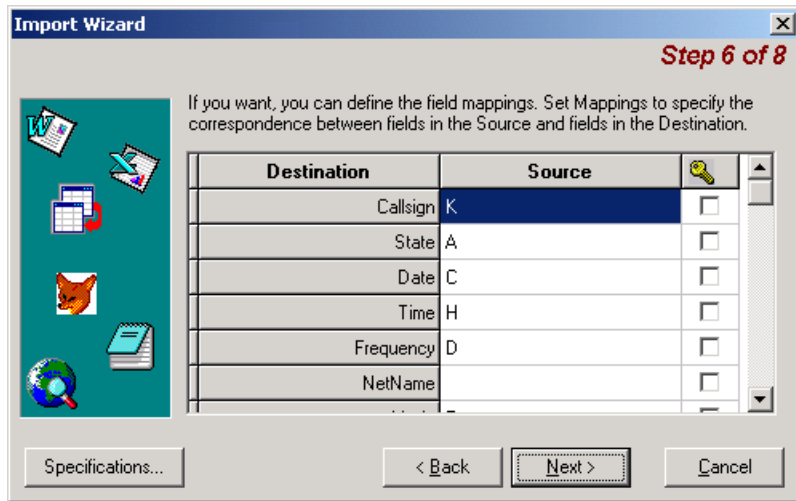 Import Wizard
Step 6 of 8
If you want, you can define the field mappings. Set Mappings to specify the
correspondence between fields in the Source and fields in the Destination.
Destination Source
Callsign K
State A
Date C
Time H
Frequency D
NetName
Specifications... < Back Next > Cancel